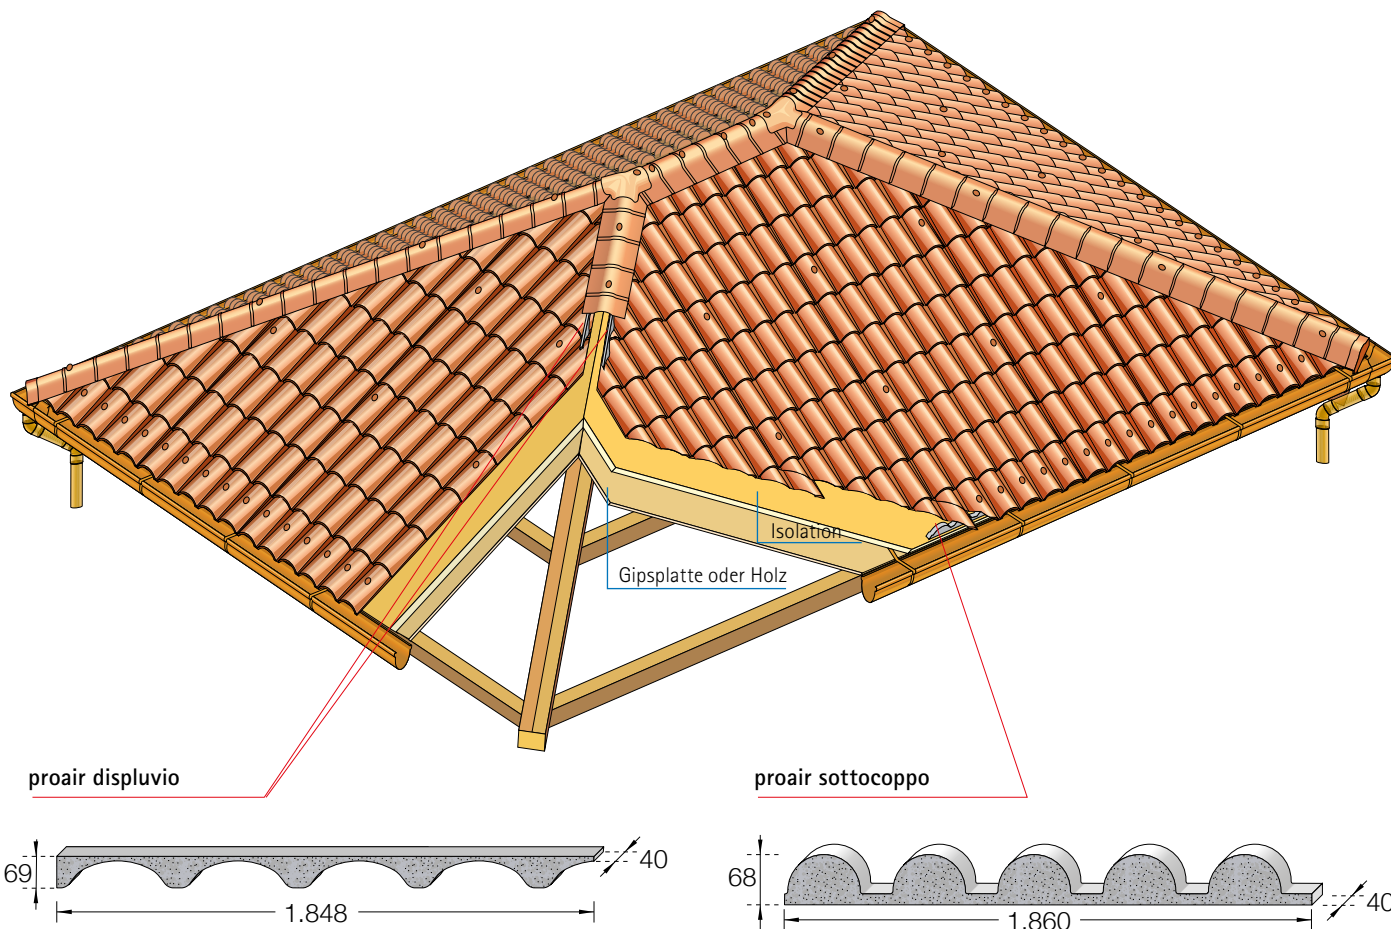 Isolation
Gipsplatte oder Holz
proair displuvio
proair sottocoppo
69
40
1.848
68
40
1.860